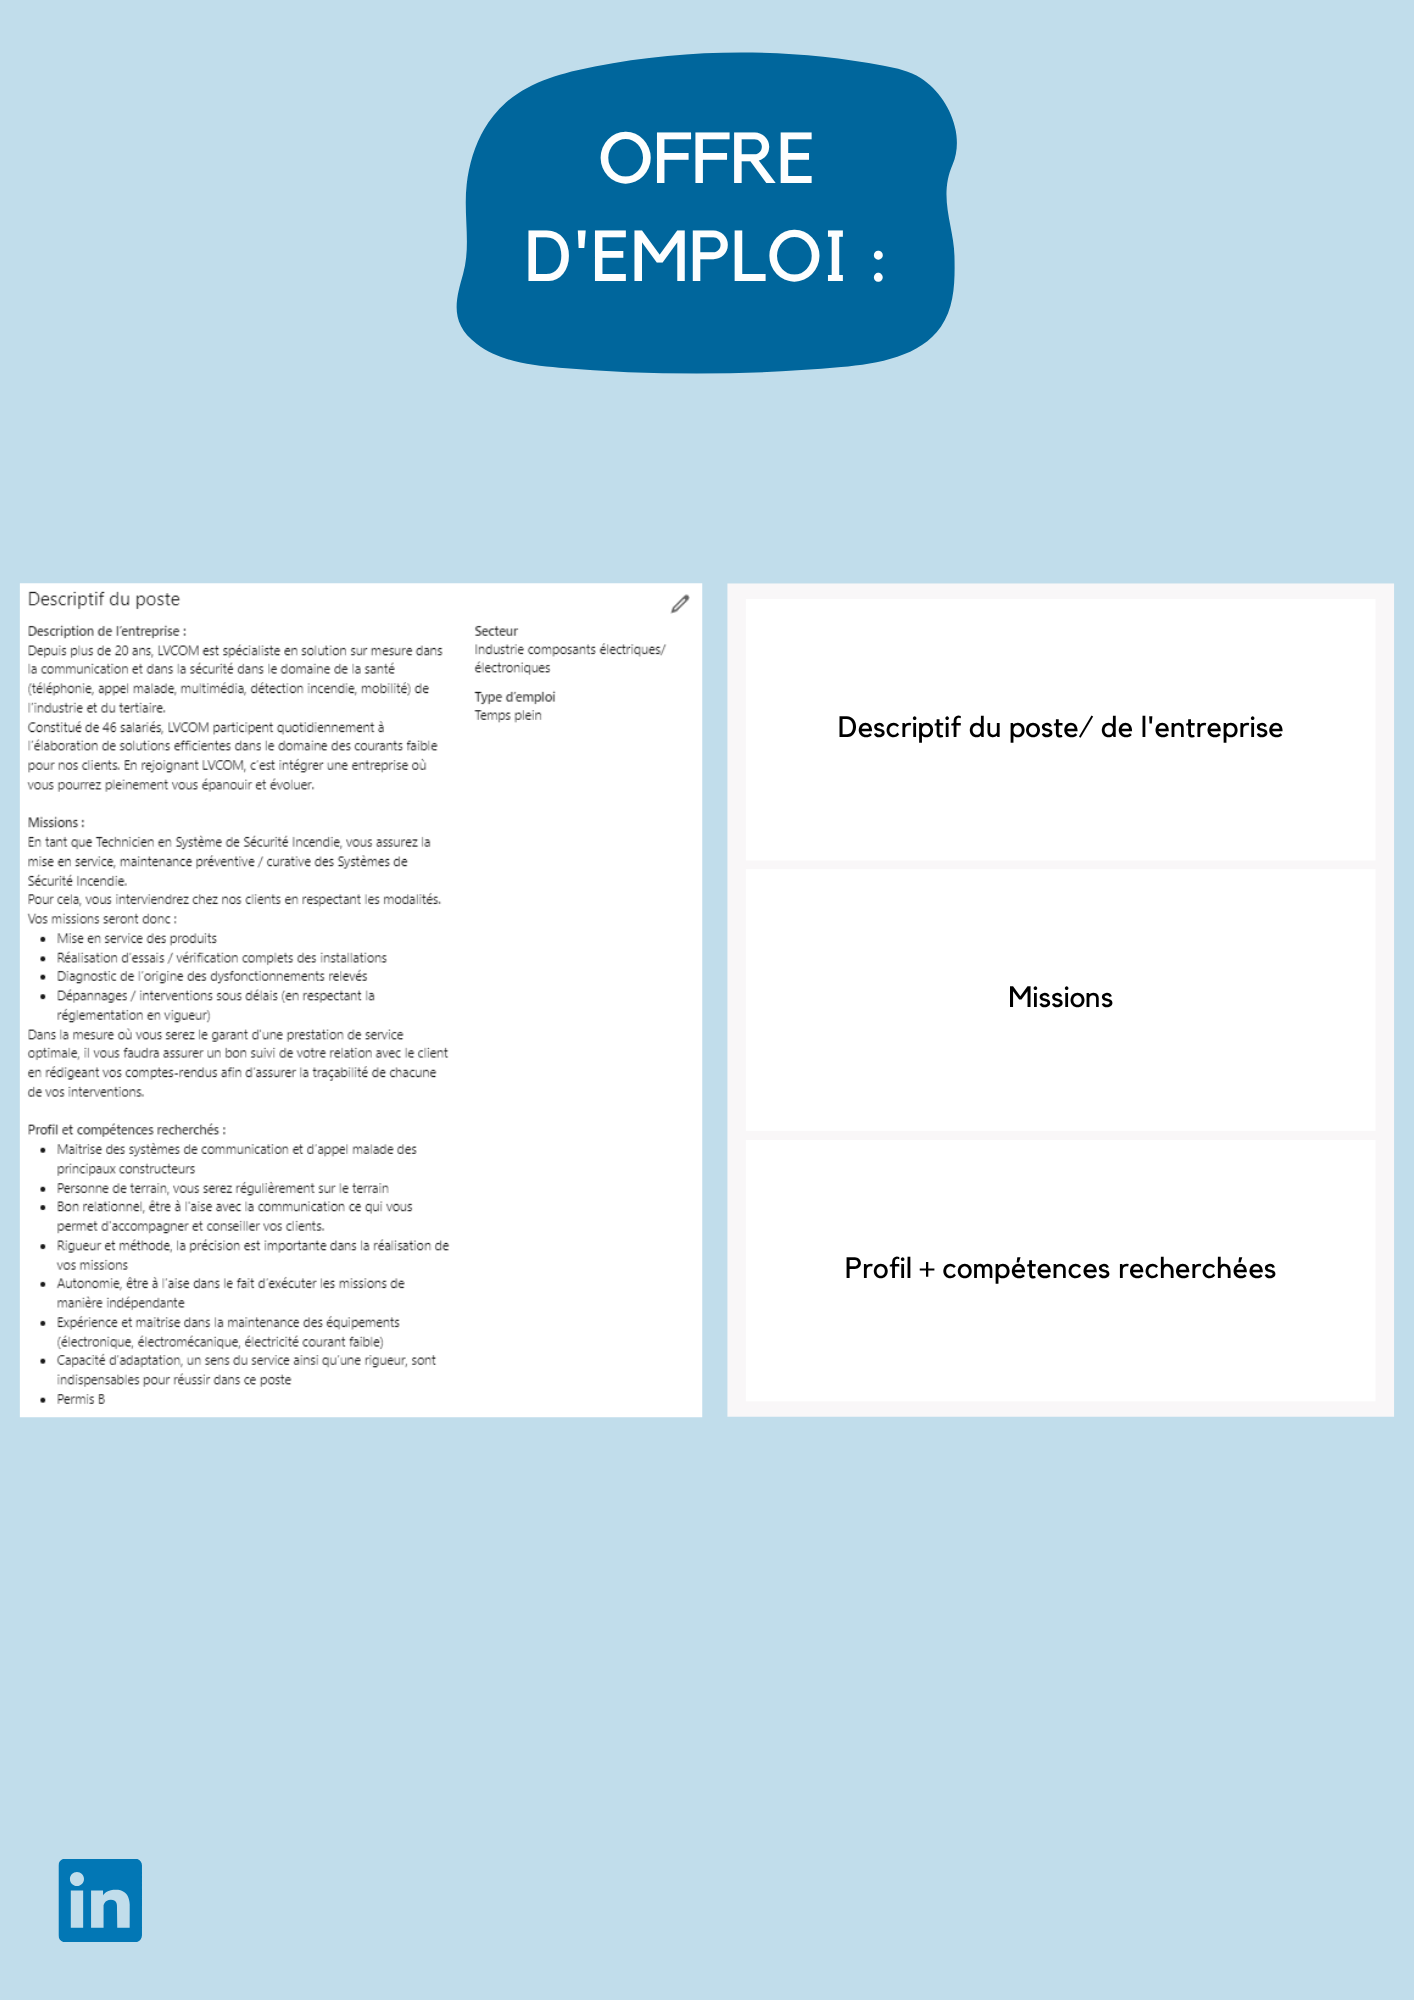 OFFRE
D'EMPLOI :
Descriptif du poste
Description de l'entreprise :
Depuis plus de 20 ans, LVCOM est spécialiste en solution sur mesure dans
la communication et dans la sécurité dans le domaine de la santé
(téléphonie, appel malade, multimédia, détection incendie, mobilité) de
l'industrie et du tertiaire.
Constitué de 46 salariés, LVCOM participent quotidiennement à
l'élaboration de solutions efficientes dans le domaine des courants faible
pour nos clients. En rejoignant LVCOM, c'est intégrer une entreprise où
vous pourrez pleinement vous épanouir et évoluer.
Missions :
En tant que Technicien en Système de Sécurité Incendie, vous assurez la
mise en service, maintenance préventive / curative des Systèmes de
Sécurité Incendie.
Pour cela, vous interviendrez chez nos clients en respectant les modalités.
Vos missions seront donc :
• Mise en service des produits
• Réalisation d'essais / vérification complets des installations
• Diagnostic de l'origine des dysfonctionnements relevés
• Dépannages / interventions sous délais (en respectant la
réglementation en vigueur)
Dans la mesure où vous serez le garant d'une prestation de service
optimale, il vous faudra assurer un bon suivi de votre relation avec le client
en rédigeant vos comptes-rendus afin d'assurer la traçabilité de chacune
de vos interventions.
Profil et compétences recherchés :
• Maitrise des systèmes de communication et d'appel malade des
principaux constructeurs
• Personne de terrain, vous serez régulièrement sur le terrain
• Bon relationnel, être à l'aise avec la communication ce qui vous
permet d'accompagner et conseiller vos clients.
• Rigueur et méthode, la précision est importante dans la réalisation de
vos missions
• Autonomie, être à l'aise dans le fait d'exécuter les missions de
manière indépendante
• Expérience et maitrise dans la maintenance des équipements
(électronique, électromécanique, électricité courant faible)
• Capacité d'adaptation, un sens du service ainsi qu'une rigueur, sont
indispensables pour réussir dans ce poste
• Permis B
Secteur
Industrie composants électriques/
électroniques
Type d'emploi
Temps plein
Descriptif du poste/ de l'entreprise
Missions
Profil + compétences recherchées
in